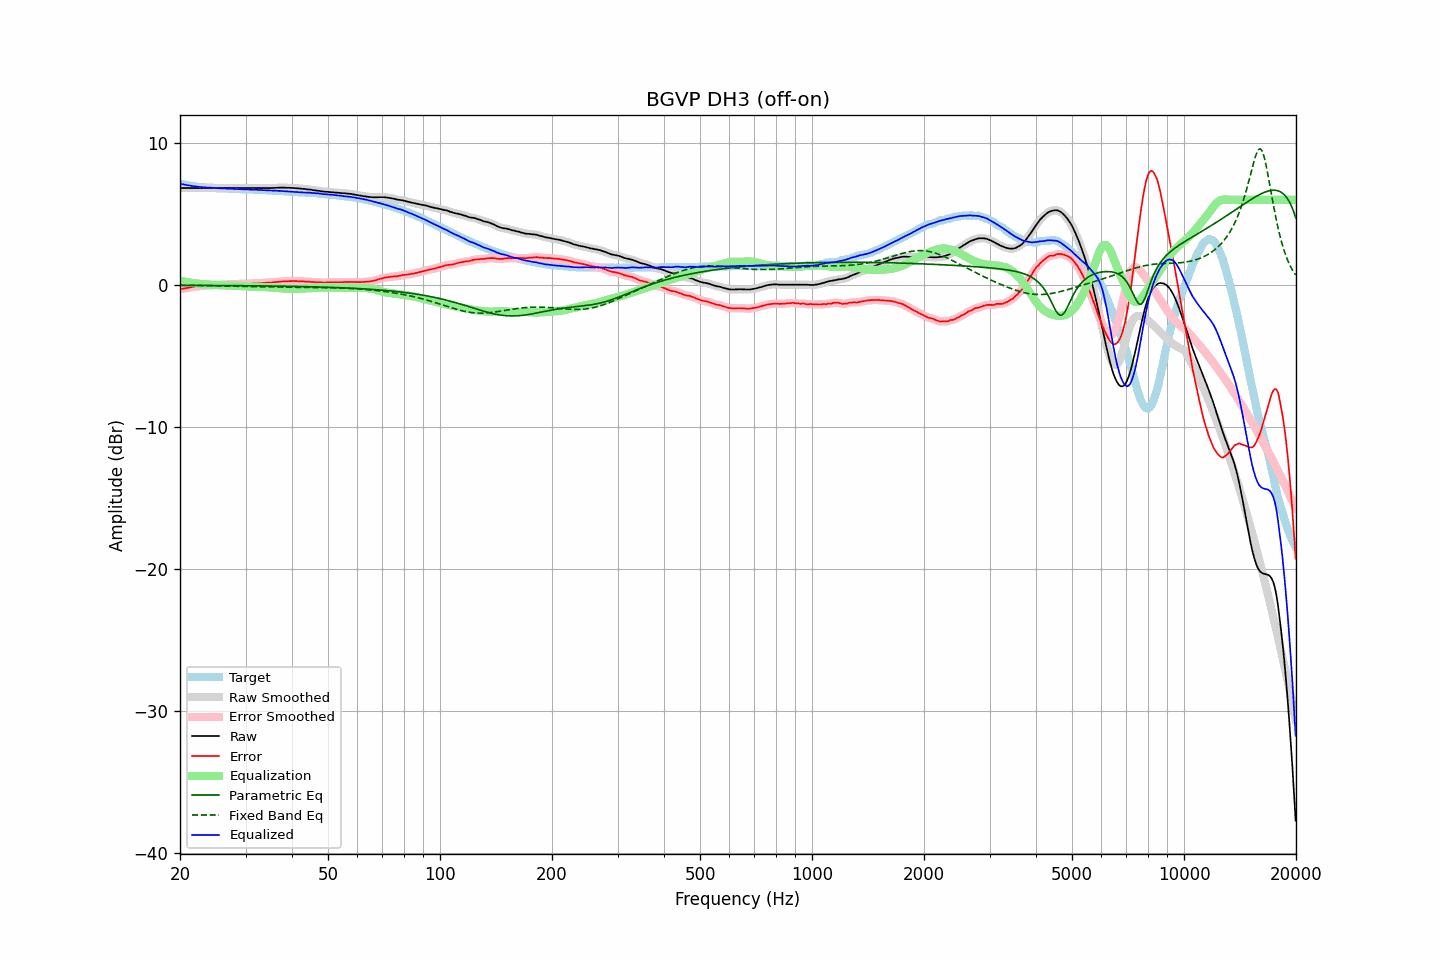 BGVP DH3 (off-on)
10
0
−10
−20
−30
−40
Amplitude (dBr)
Target
Raw Smoothed
Error Smoothed
Raw
Error
Equalization
Parametric Eq
Fixed Band Eq
Equalized
20 50 100 200 500 1000 2000 5000 10000 20000
Frequency (Hz)